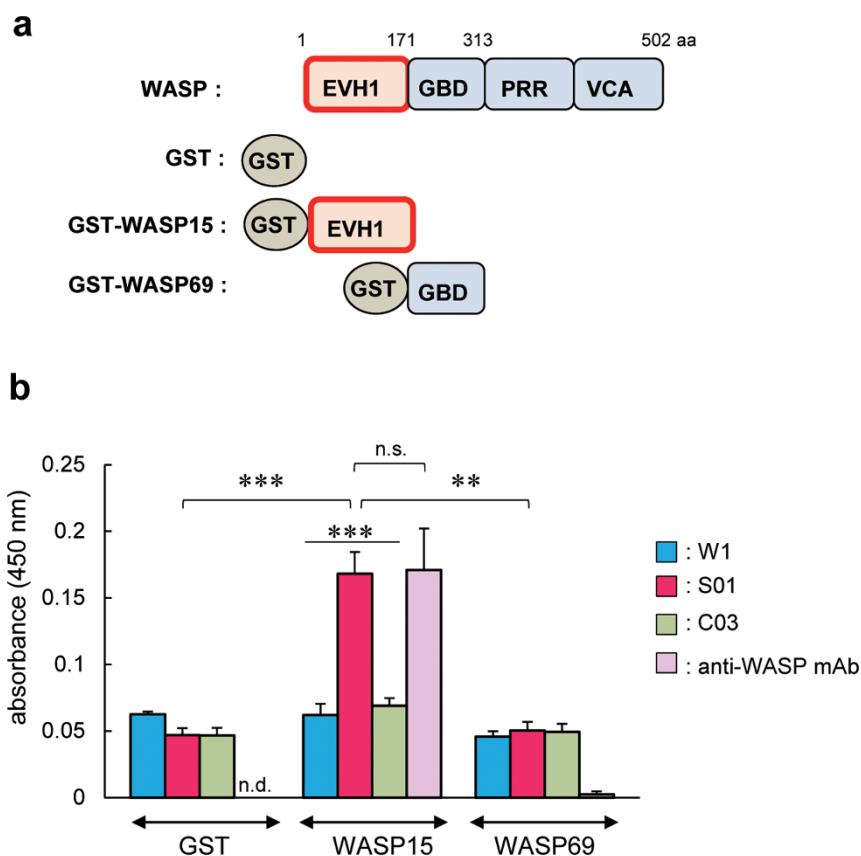 a
1 171 313 502 aa
WASP : EVH1 GBD PRR VCA
GST : GST
GST-WASP15 : GST EVH1
GST-WASP69 : GST GBD
b
n.s.
*** **
***
0.25
0.2
0.15
0.1
0.05
0
absorbance (450 nm)
n.d.
: W1
: S01
: C03
: anti-WASP mAb
GST WASP15 WASP69